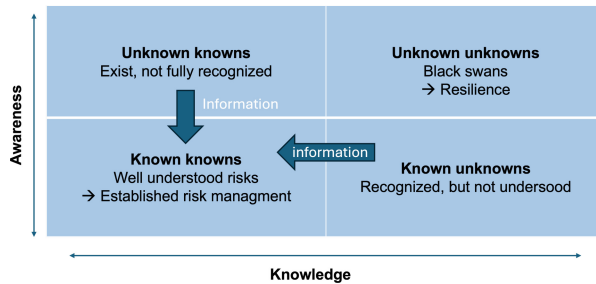 Awareness
Unknown knowns
Exist, not fully recognized
Information
Unknown unknowns
Black swans
→ Resilience
Known knowns
Well understood risks
→ Established risk managment
information
Known unknowns
Recognized, but not undersood
Knowledge